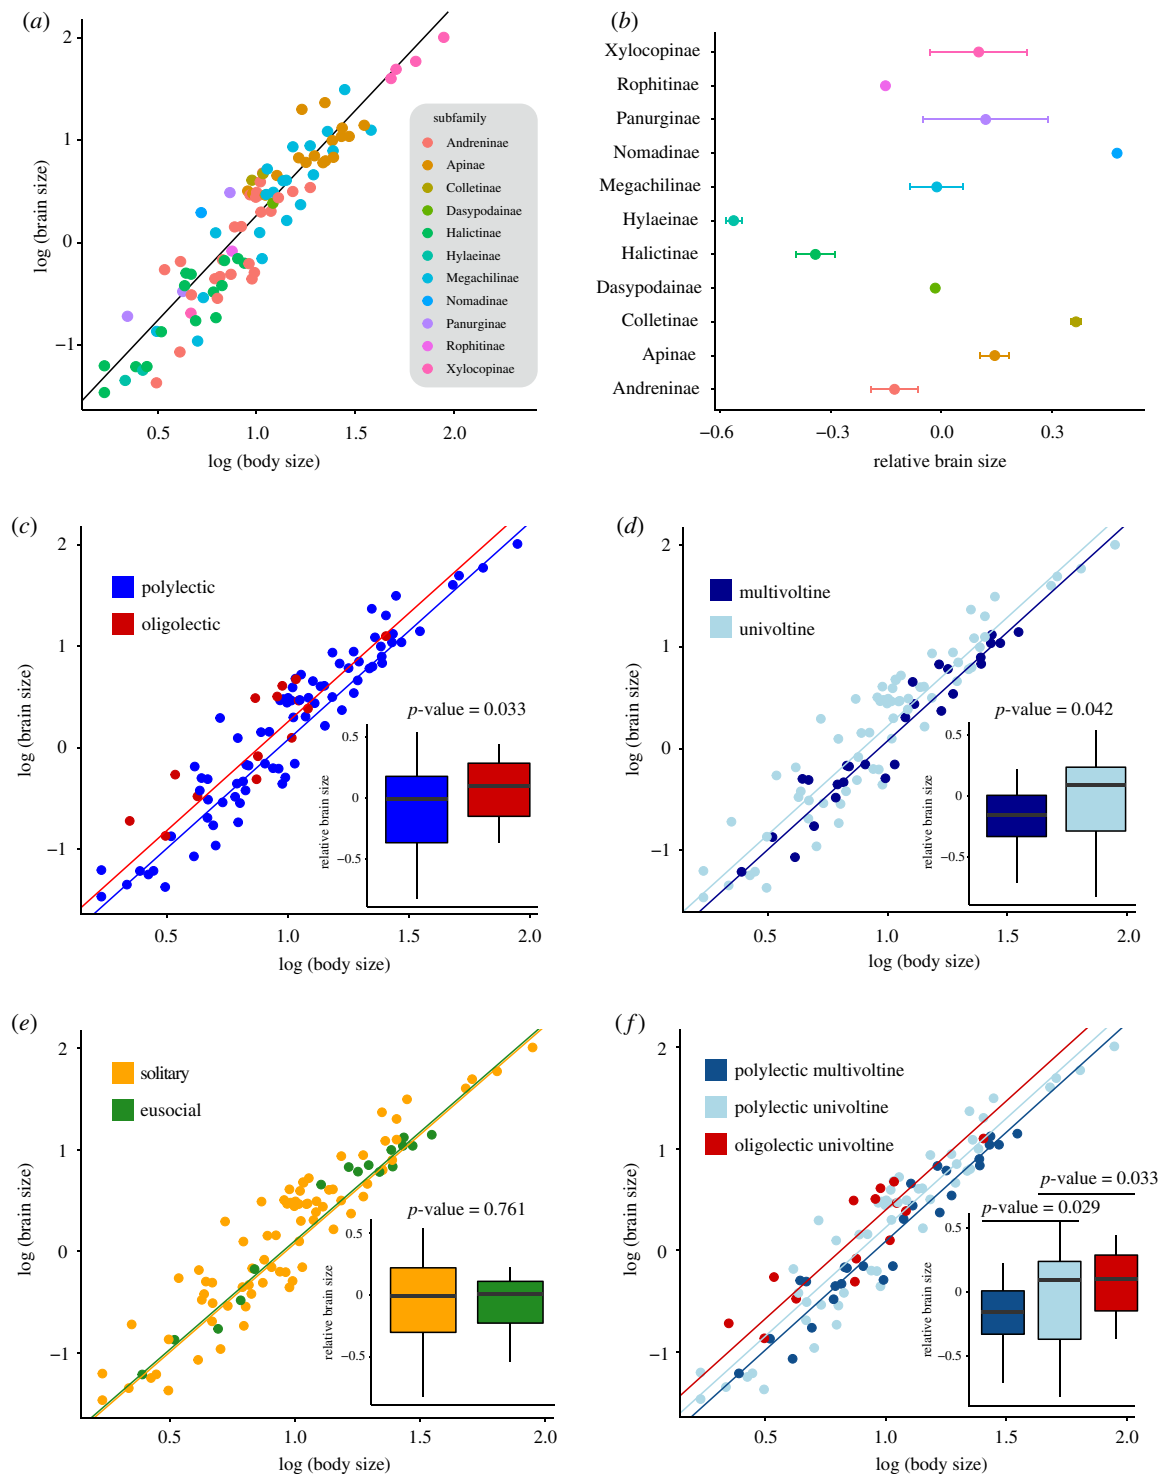 (a)
2
1
0
−1
log (brain size)
0.5 1.0 1.5 2.0
log (body size)
subfamily
Andreninae
Apinae
Colletinae
Dasypodainae
Halictinae
Hylaeinae
Megachilinae
Nomadinae
Panurginae
Rophitinae
Xylocopinae
(b)
Xylocopinae
Rophitinae
Panurginae
Nomadinae
Megachilinae
Hylaeinae
Halictinae
Dasypodainae
Colletinae
Apinae
Andreninae
−0.6 −0.3 0.0 0.3
relative brain size
(c)
2
1
0
−1
log (brain size)
polylectic
oligolectic
p-value = 0.033
0.5
0
−0.5
relative brain size
0.5 1.0 1.5 2.0
log (body size)
(d)
2
1
0
−1
log (brain size)
multivoltine
univoltine
p-value = 0.042
0.5
0
−0.5
relative brain size
0.5 1.0 1.5 2.0
log (body size)
(e)
2
1
0
−1
log (brain size)
solitary
eusocial
p-value = 0.761
0.5
0
−0.5
relative brain size
0.5 1.0 1.5 2.0
log (body size)
(f)
2
1
0
−1
log (brain size)
polylectic multivoltine
polylectic univoltine
oligolectic univoltine
p-value = 0.033
p-value = 0.029
0.5
0
−0.5
relative brain size
0.5 1.0 1.5 2.0
log (body size)